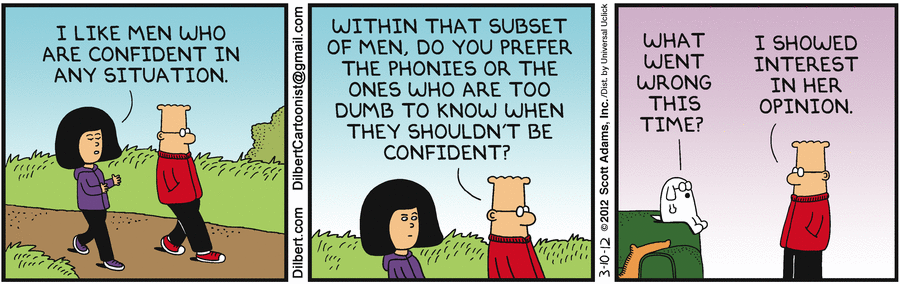 I LIKE MEN WHO
ARE CONFIDENT IN
ANY SITUATION.
Dilbert.com DilbertCartoonist@gmail.com
WITHIN THAT SUBSET
OF MEN, DO YOU PREFER
THE PHONIES OR THE
ONES WHO ARE TOO
DUMB TO KNOW WHEN
THEY SHOULDN'T BE
CONFIDENT?
3-10-12 ©2012 Scott Adams, Inc./Dist. by Universal Uclick
WHAT
WENT
WRONG
THIS
TIME?
I SHOWED
INTEREST
IN HER
OPINION.